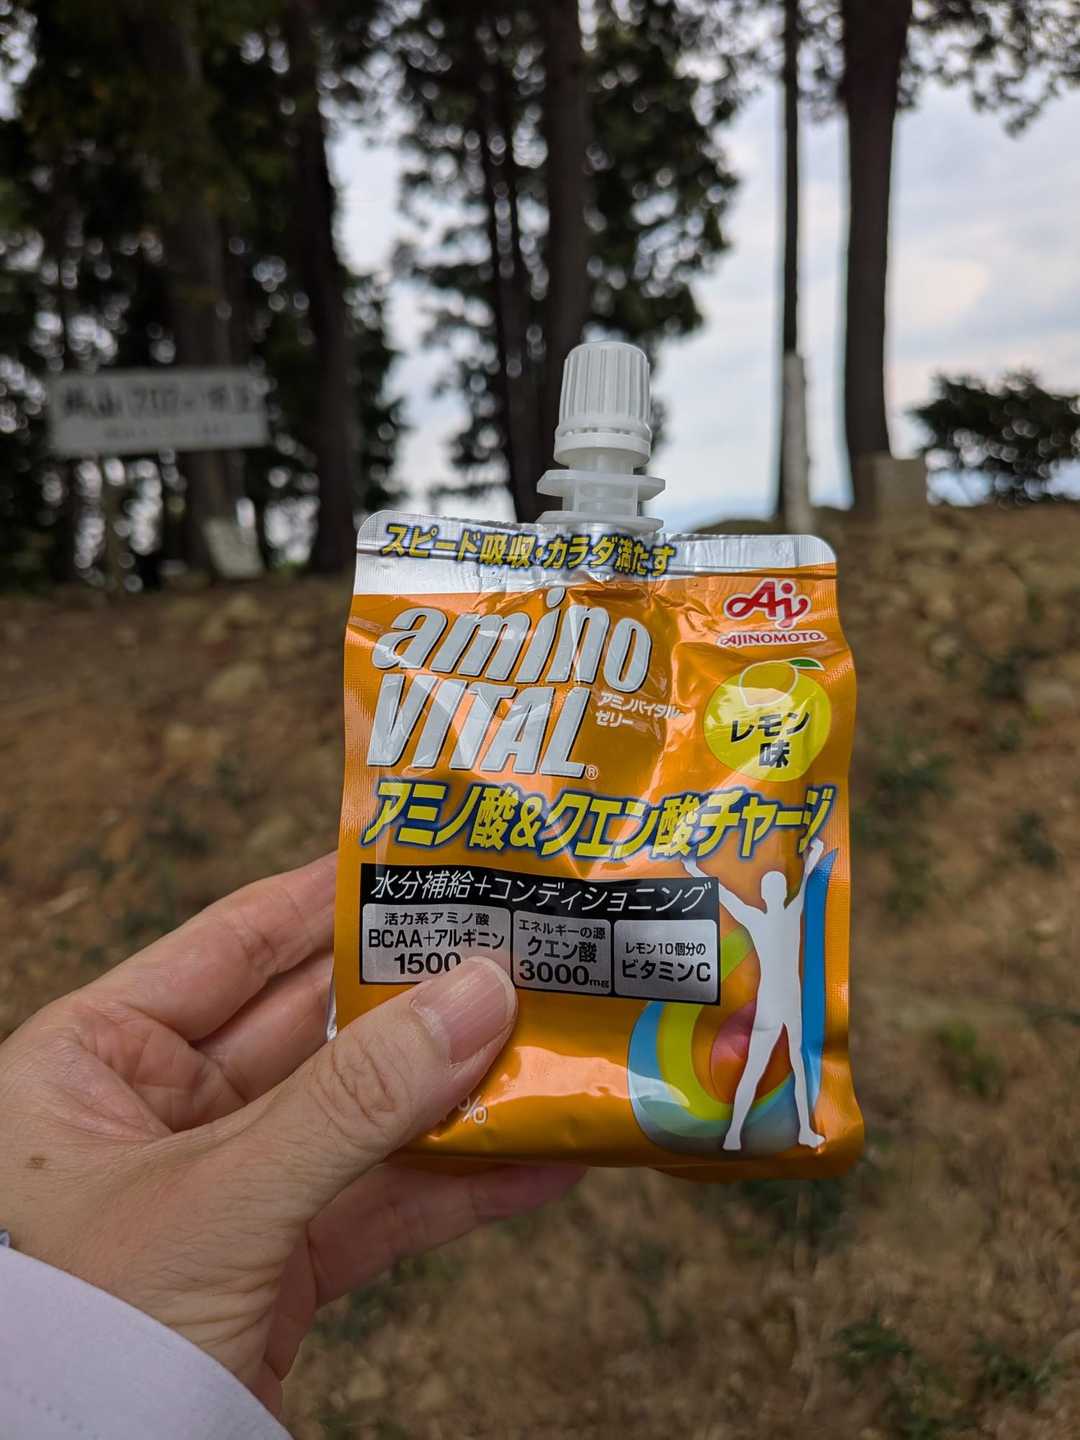 スピード吸収・カラダ満たす
Aji
AJINOMOTO
amino
VITAL®
アミノバイタル
ゼリー
レモン
味
アミノ酸&クエン酸チャージ
水分補給+コンディショニング
活力系アミノ酸
BCAA+アルギニン
1500
エネルギーの源
クエン酸
3000mg
レモン10個分の
ビタミンC
%